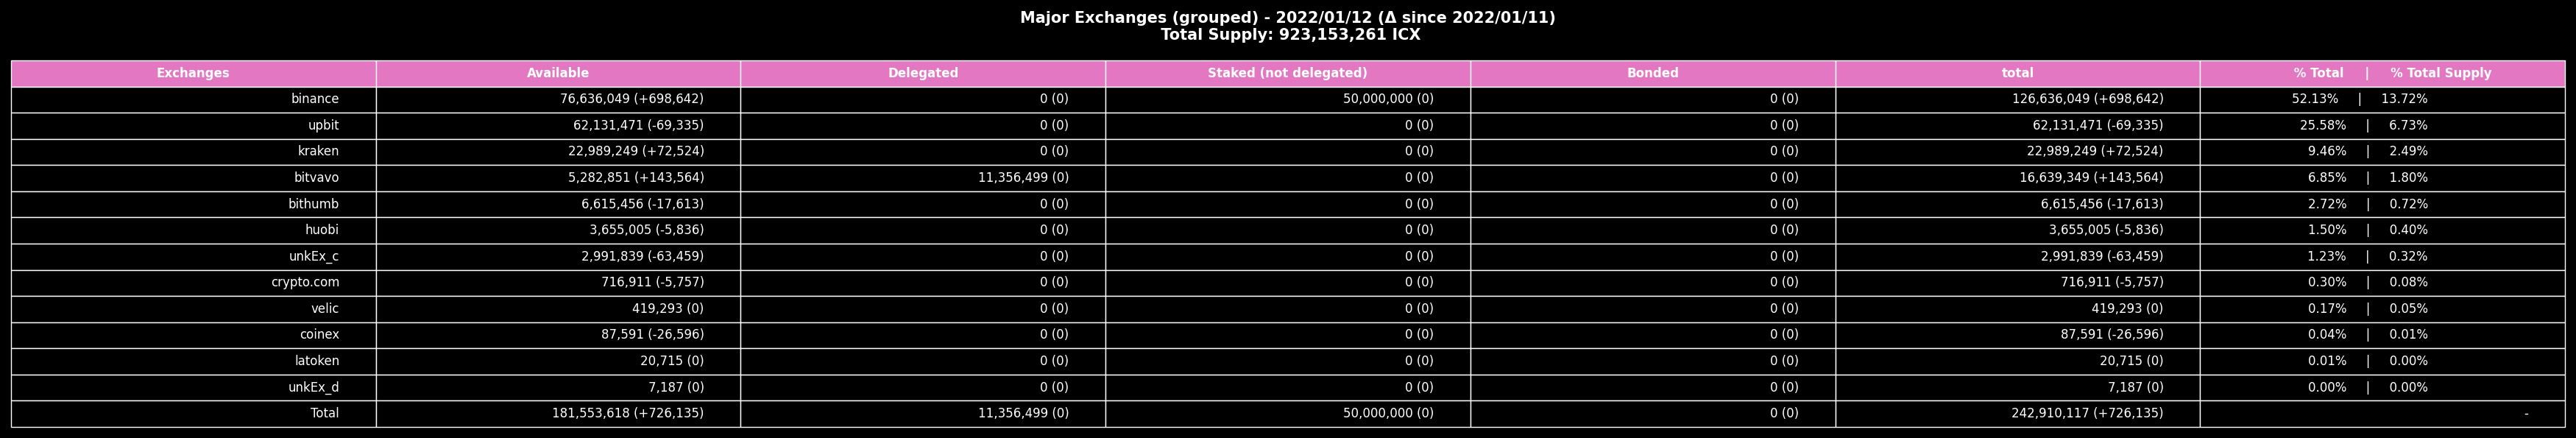 Major Exchanges (grouped) - 2022/01/12 (Δ since 2022/01/11)
Total Supply: 923,153,261 ICX
Exchanges Available Delegated Staked (not delegated) Bonded total % Total | % Total Supply
binance 76,636,049 (+698,642) 0 (0) 50,000,000 (0) 0 (0) 126,636,049 (+698,642) 52.13% | 13.72%
upbit 62,131,471 (-69,335) 0 (0) 0 (0) 0 (0) 62,131,471 (-69,335) 25.58% | 6.73%
kraken 22,989,249 (+72,524) 0 (0) 0 (0) 0 (0) 22,989,249 (+72,524) 9.46% | 2.49%
bitvavo 5,282,851 (+143,564) 11,356,499 (0) 0 (0) 0 (0) 16,639,349 (+143,564) 6.85% | 1.80%
bithumb 6,615,456 (-17,613) 0 (0) 0 (0) 0 (0) 6,615,456 (-17,613) 2.72% | 0.72%
huobi 3,655,005 (-5,836) 0 (0) 0 (0) 0 (0) 3,655,005 (-5,836) 1.50% | 0.40%
unkEx_c 2,991,839 (-63,459) 0 (0) 0 (0) 0 (0) 2,991,839 (-63,459) 1.23% | 0.32%
crypto.com 716,911 (-5,757) 0 (0) 0 (0) 0 (0) 716,911 (-5,757) 0.30% | 0.08%
velic 419,293 (0) 0 (0) 0 (0) 0 (0) 419,293 (0) 0.17% | 0.05%
coinex 87,591 (-26,596) 0 (0) 0 (0) 0 (0) 87,591 (-26,596) 0.04% | 0.01%
latoken 20,715 (0) 0 (0) 0 (0) 0 (0) 20,715 (0) 0.01% | 0.00%
unkEx_d 7,187 (0) 0 (0) 0 (0) 0 (0) 7,187 (0) 0.00% | 0.00%
Total 181,553,618 (+726,135) 11,356,499 (0) 50,000,000 (0) 0 (0) 242,910,117 (+726,135) -